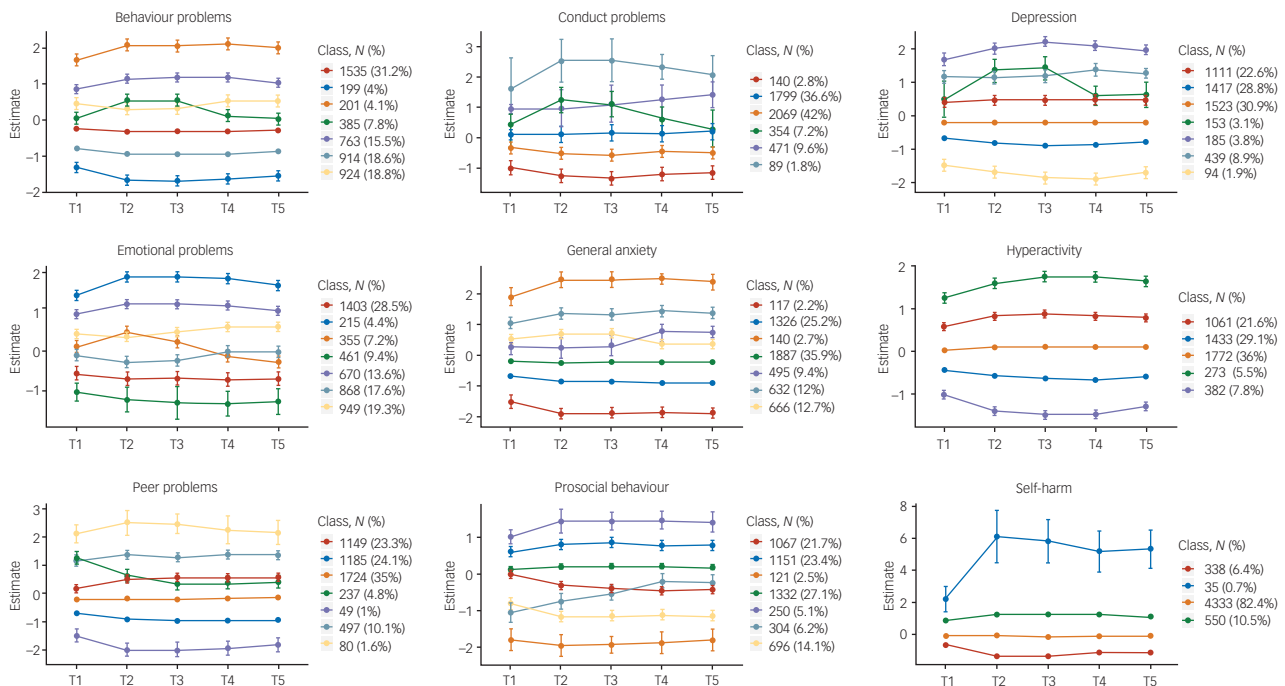 Behaviour problems
Estimate
2
1
0
−1
−2
T1 T2 T3 T4 T5
Class, N (%)
1535 (31.2%)
199 (4%)
201 (4.1%)
385 (7.8%)
763 (15.5%)
914 (18.6%)
924 (18.8%)
Conduct problems
Estimate
3
2
1
0
−1
T1 T2 T3 T4 T5
Class, N (%)
140 (2.8%)
1799 (36.6%)
2069 (42%)
354 (7.2%)
471 (9.6%)
89 (1.8%)
Depression
Estimate
2
1
0
−1
−2
T1 T2 T3 T4 T5
Class, N (%)
1111 (22.6%)
1417 (28.8%)
1523 (30.9%)
153 (3.1%)
185 (3.8%)
439 (8.9%)
94 (1.9%)
Emotional problems
Estimate
2
1
0
−1
T1 T2 T3 T4 T5
Class, N (%)
1403 (28.5%)
215 (4.4%)
355 (7.2%)
461 (9.4%)
670 (13.6%)
868 (17.6%)
949 (19.3%)
General anxiety
Estimate
2
1
0
−1
−2
T1 T2 T3 T4 T5
Class, N (%)
117 (2.2%)
1326 (25.2%)
140 (2.7%)
1887 (35.9%)
495 (9.4%)
632 (12%)
666 (12.7%)
Hyperactivity
Estimate
2
1
0
−1
T1 T2 T3 T4 T5
Class, N (%)
1061 (21.6%)
1433 (29.1%)
1772 (36%)
273 (5.5%)
382 (7.8%)
Peer problems
Estimate
3
2
1
0
−1
−2
T1 T2 T3 T4 T5
Class, N (%)
1149 (23.3%)
1185 (24.1%)
1724 (35%)
237 (4.8%)
49 (1%)
497 (10.1%)
80 (1.6%)
Prosocial behaviour
Estimate
2
1
0
−1
−2
T1 T2 T3 T4 T5
Class, N (%)
1067 (21.7%)
1151 (23.4%)
121 (2.5%)
1332 (27.1%)
250 (5.1%)
304 (6.2%)
696 (14.1%)
Self-harm
Estimate
8
6
4
2
0
T1 T2 T3 T4 T5
Class, N (%)
338 (6.4%)
35 (0.7%)
4333 (82.4%)
550 (10.5%)